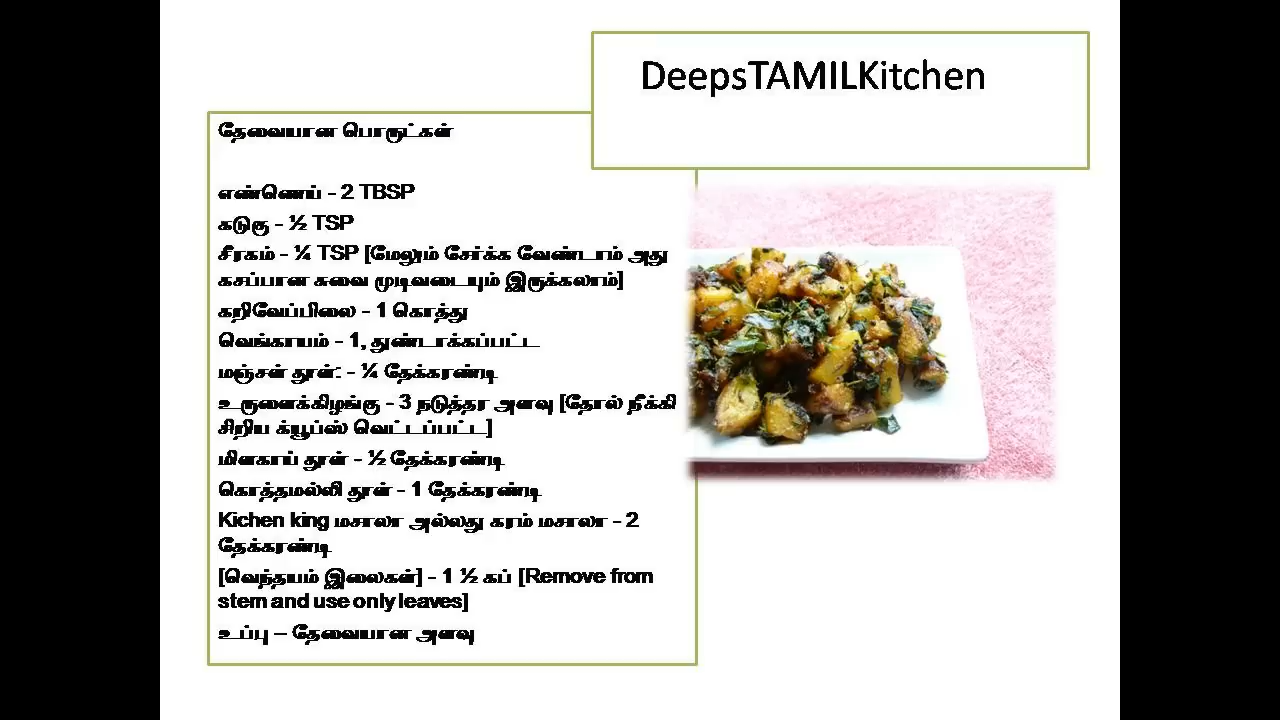 DeepsTAMILKitchen
தேவையான பொருட்கள்
எண்ணெய் - 2 TBSP
கடுகு - ½ TSP
சீரகம் - ¼ TSP [மேலும் சேர்க்க வேண்டாம் அது
கசப்பான சுவை முடிவடையும் இருக்கலாம்]
கறிவேப்பிலை - 1 கொத்து
வெங்காயம் - 1, துண்டாக்கப்பட்ட
மஞ்சள் தூள்: - ¼ தேக்கரண்டி
உருளைக்கிழங்கு - 3 நடுத்தர அளவு [தோல் நீக்கி
சிறிய க்யூப்ஸ் வெட்டப்பட்ட]
மிளகாய் தூள் - ½ தேக்கரண்டி
கொத்தமல்லி தூள் - 1 தேக்கரண்டி
Kichen king மசாலா அல்லது கரம் மசாலா - 2
தேக்கரண்டி
[வெந்தயம் இலைகள்] - 1 ½ கப் [Remove from
stem and use only leaves]
உப்பு – தேவையான அளவு